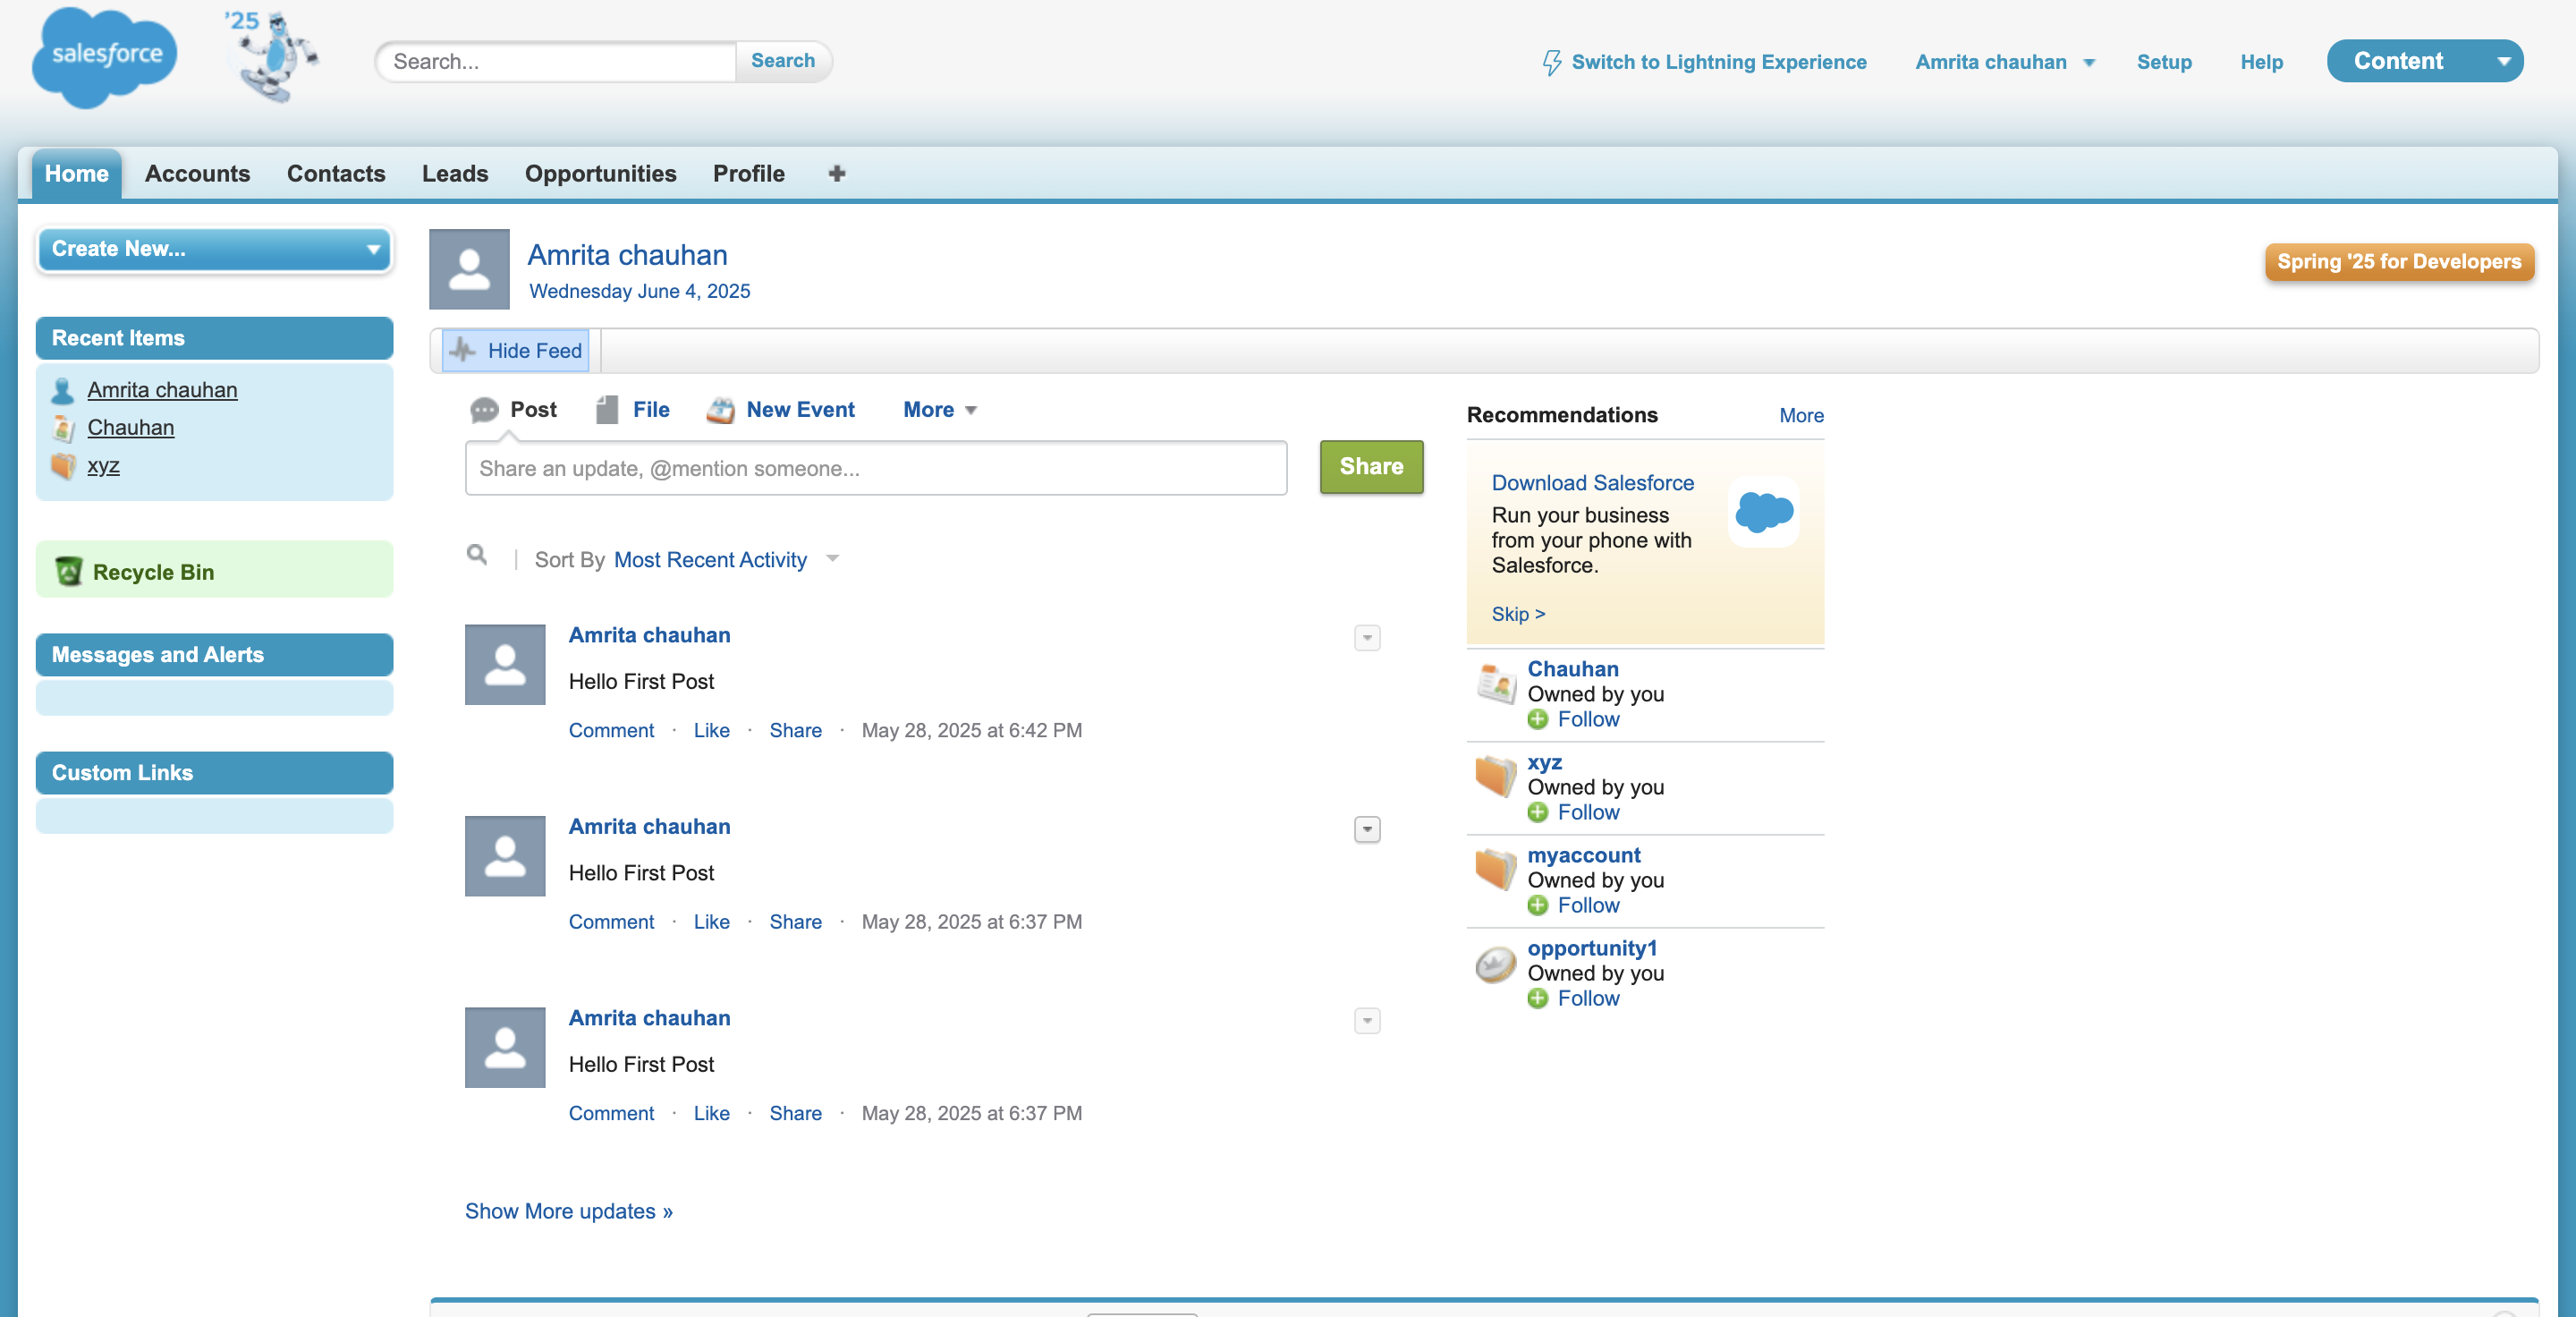 salesforce
'25
Search...
Search
Switch to Lightning Experience
Amrita chauhan
Setup
Help
Content
Home
Accounts
Contacts
Leads
Opportunities
Profile
Create New...
Recent Items
Amrita chauhan
Chauhan
xyz
Recycle Bin
Messages and Alerts
Custom Links
Amrita chauhan
Wednesday June 4, 2025
Spring '25 for Developers
Hide Feed
Post
File
New Event
More
Share an update, @mention someone...
Share
Sort By Most Recent Activity
Amrita chauhan
Hello First Post
Comment · Like · Share · May 28, 2025 at 6:42 PM
Amrita chauhan
Hello First Post
Comment · Like · Share · May 28, 2025 at 6:37 PM
Amrita chauhan
Hello First Post
Comment · Like · Share · May 28, 2025 at 6:37 PM
Show More updates »
Recommendations
More
Download Salesforce
Run your business
from your phone with
Salesforce.
Skip >
Chauhan
Owned by you
Follow
xyz
Owned by you
Follow
myaccount
Owned by you
Follow
opportunity1
Owned by you
Follow